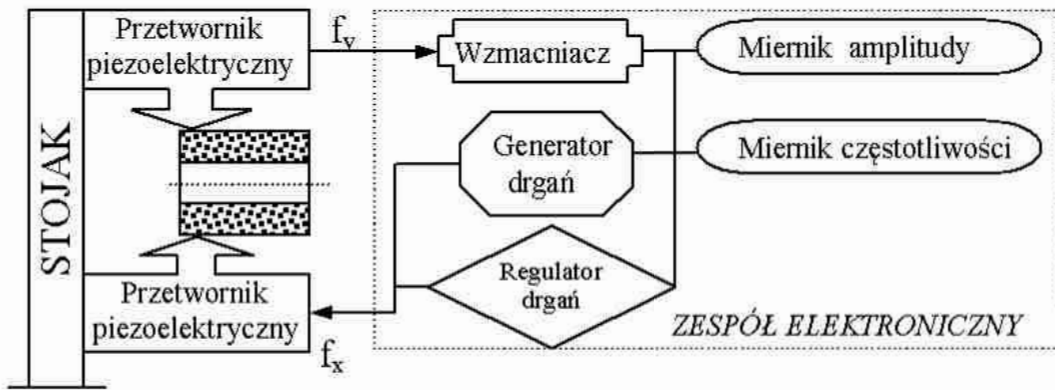 STOJAK
Przetwornik
piezoelektryczny
f_v
Wzmacniacz
Miernik amplitudy
Generator
drgań
Miernik częstotliwości
Regulator
drgań
Przetwornik
piezoelektryczny
f_x
ZESPÓŁ ELEKTRONICZNY